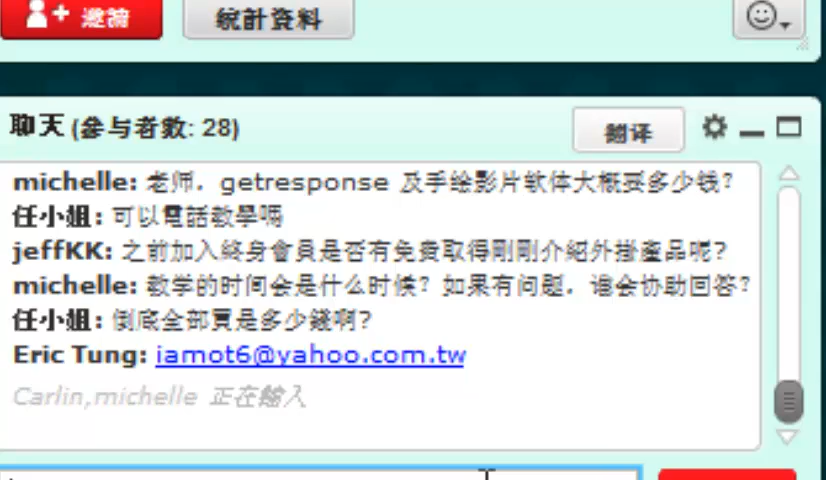 邀請
統計資料
聊天 (參与者數: 28)
翻译
michelle: 老师．getresponse 及手绘影片软体大概要多少钱？
任小姐: 可以電話教學嗎
jeffKK: 之前加入終身會員是否有免費取得剛剛介紹外掛產品呢？
michelle: 教学的时间会是什么时候？如果有问题．谁会协助回答？
任小姐: 倒底全部買是多少錢啊？
Eric Tung: iamot6@yahoo.com.tw
Carlin,michelle 正在輸入